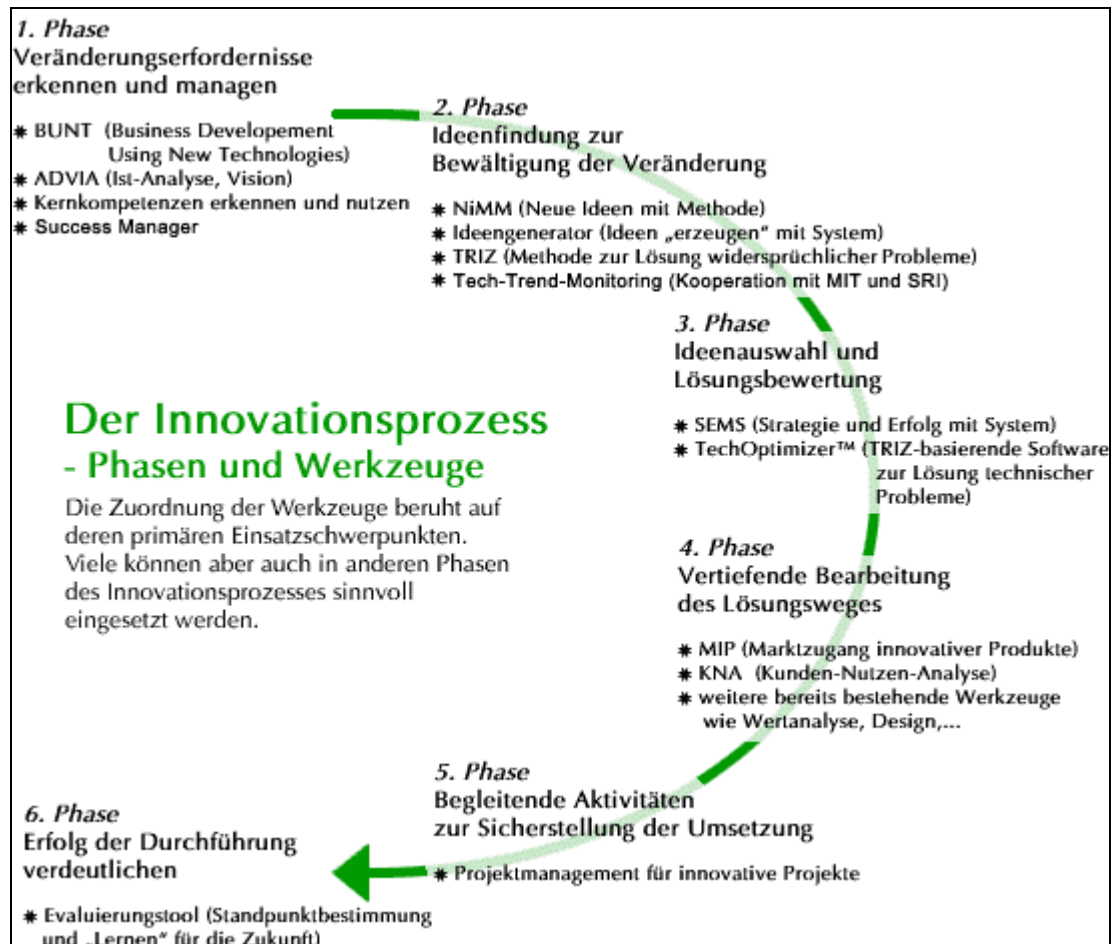 1. Phase
Veränderungserfordernisse
erkennen und managen
* BUNT (Business Developement
Using New Technologies)
* ADVIA (Ist-Analyse, Vision)
* Kernkompetenzen erkennen und nutzen
* Success Manager
2. Phase
Ideenfindung zur
Bewältigung der Veränderung
* NiMM (Neue Ideen mit Methode)
* Ideengenerator (Ideen „erzeugen“ mit System)
* TRIZ (Methode zur Lösung widersprüchlicher Probleme)
* Tech-Trend-Monitoring (Kooperation mit MIT und SRI)
3. Phase
Ideenauswahl und
Lösungsbewertung
* SEMS (Strategie und Erfolg mit System)
* TechOptimizer™ (TRIZ-basierende Software
zur Lösung technischer
Probleme)
Der Innovationsprozess
- Phasen und Werkzeuge
Die Zuordnung der Werkzeuge beruht auf
deren primären Einsatzschwerpunkten.
Viele können aber auch in anderen Phasen
des Innovationsprozesses sinnvoll
eingesetzt werden.
4. Phase
Vertiefende Bearbeitung
des Lösungsweges
* MIP (Marktzugang innovativer Produkte)
* KNA (Kunden-Nutzen-Analyse)
* weitere bereits bestehende Werkzeuge
wie Wertanalyse, Design,...
5. Phase
Begleitende Aktivitäten
zur Sicherstellung der Umsetzung
* Projektmanagement für innovative Projekte
6. Phase
Erfolg der Durchführung
verdeutlichen
* Evaluierungstool (Standpunktbestimmung
und „Lernen“ für die Zukunft)